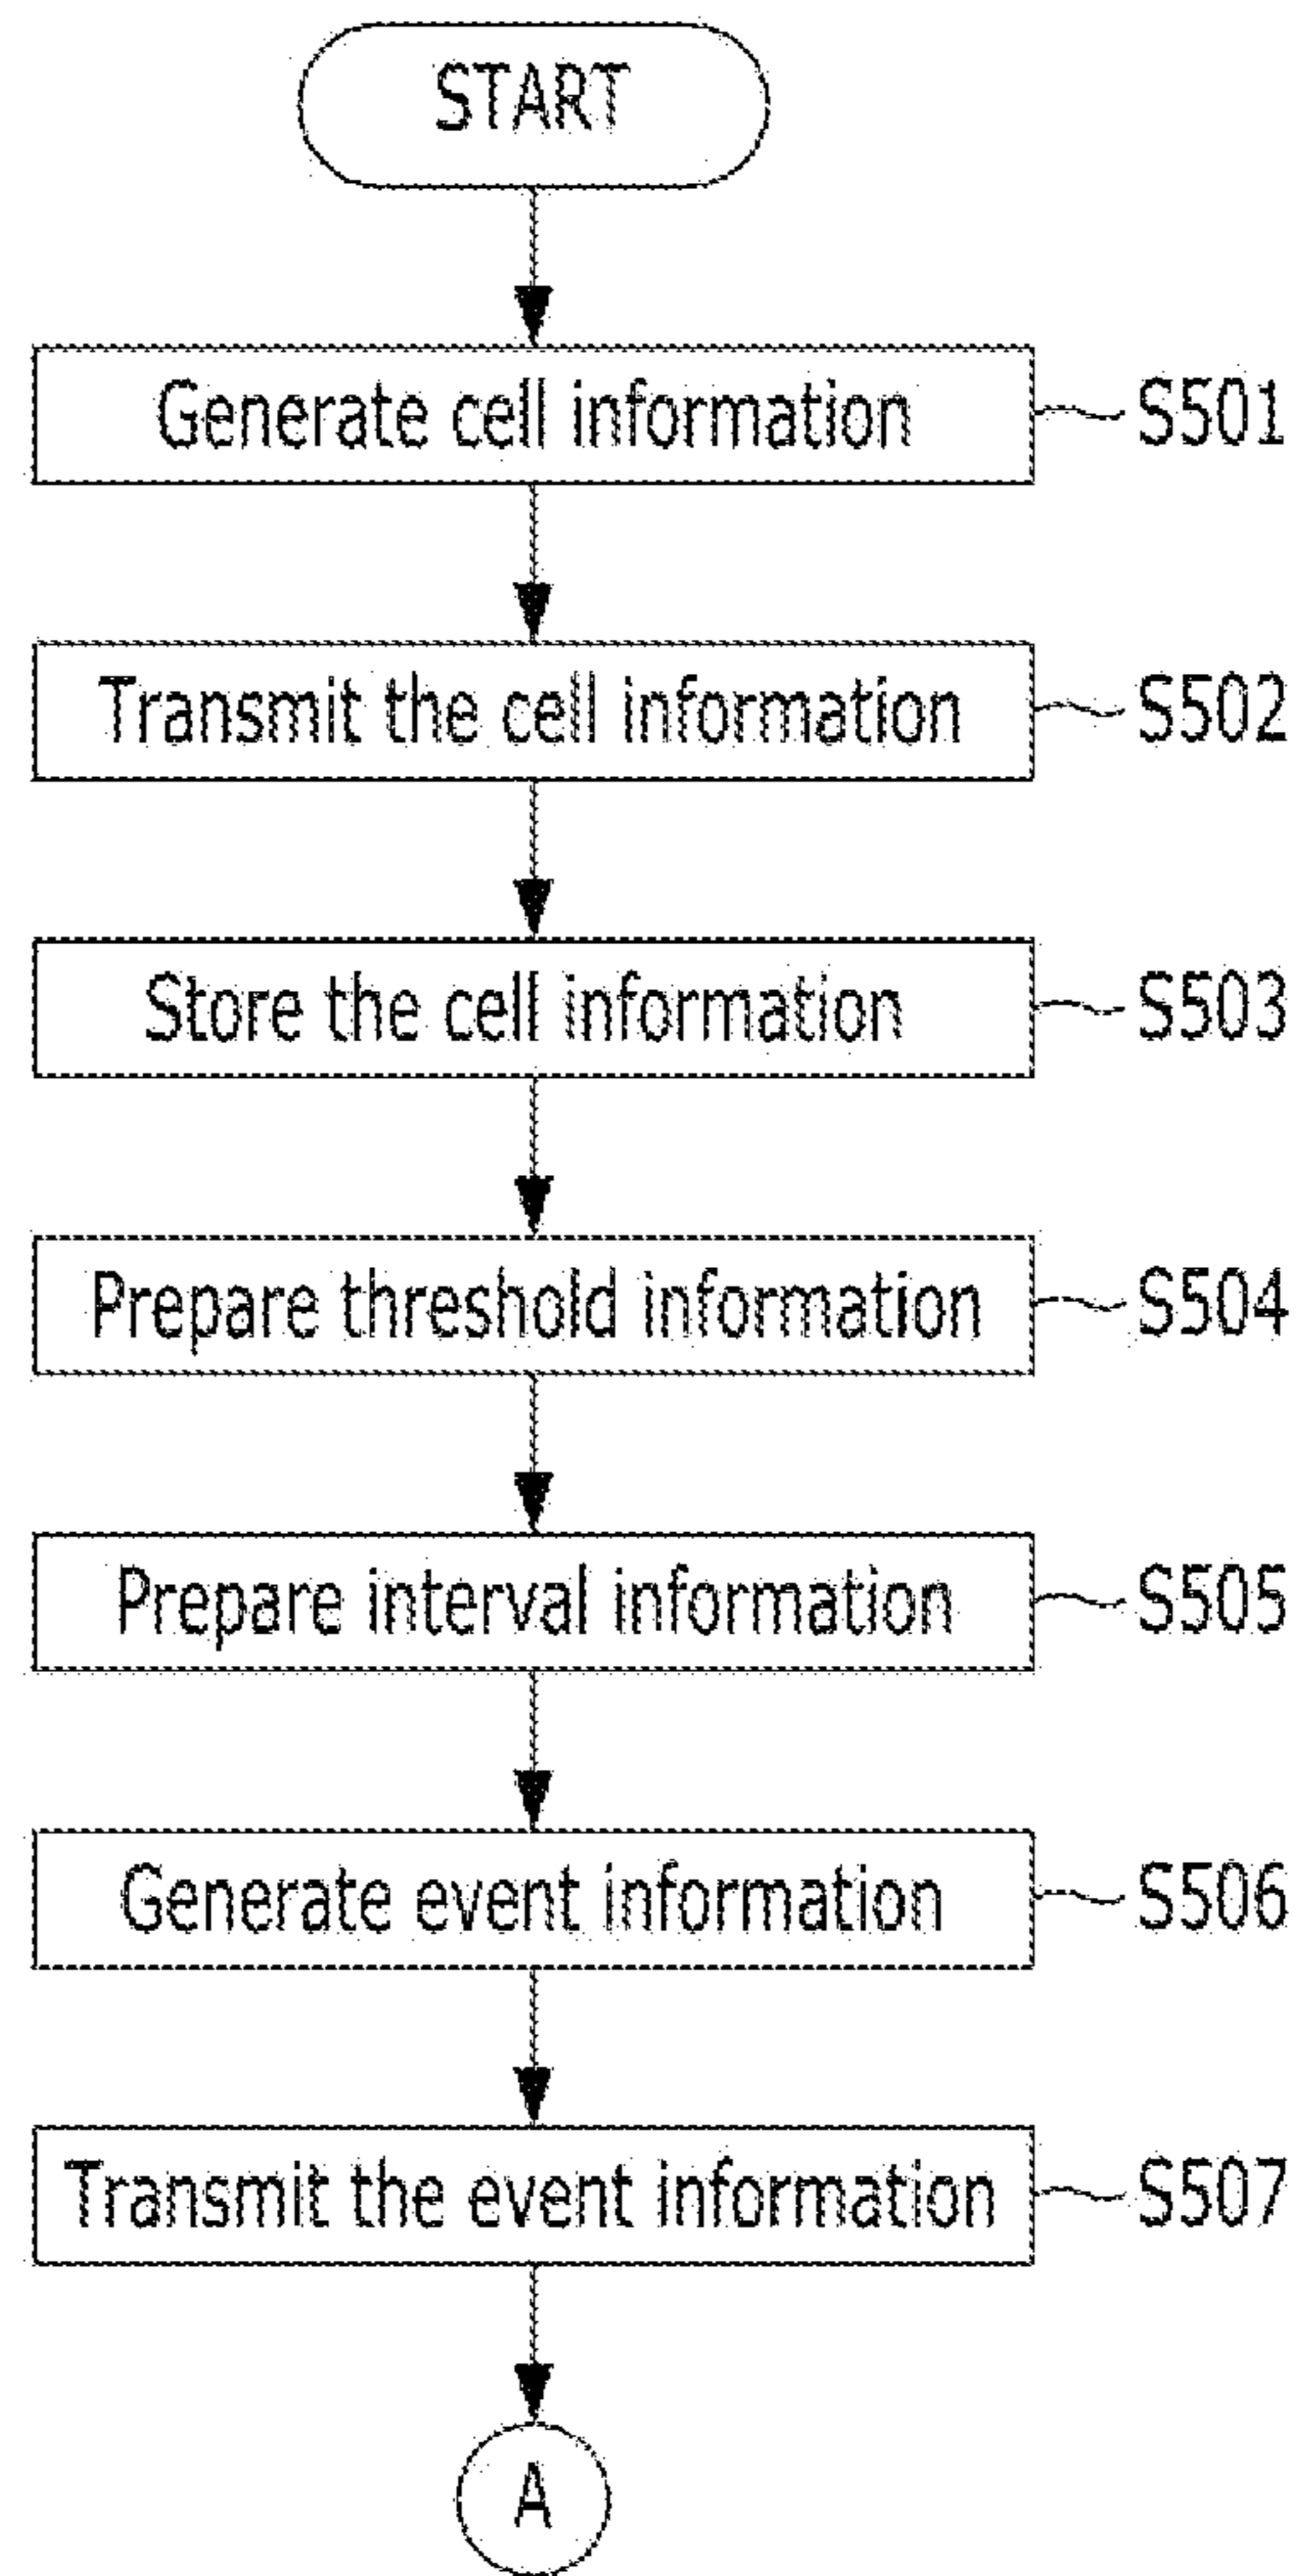 START
Generate cell information S501
Transmit the cell information S502
Store the cell information S503
Prepare threshold information S504
Prepare interval information S505
Generate event information S506
Transmit the event information S507
A